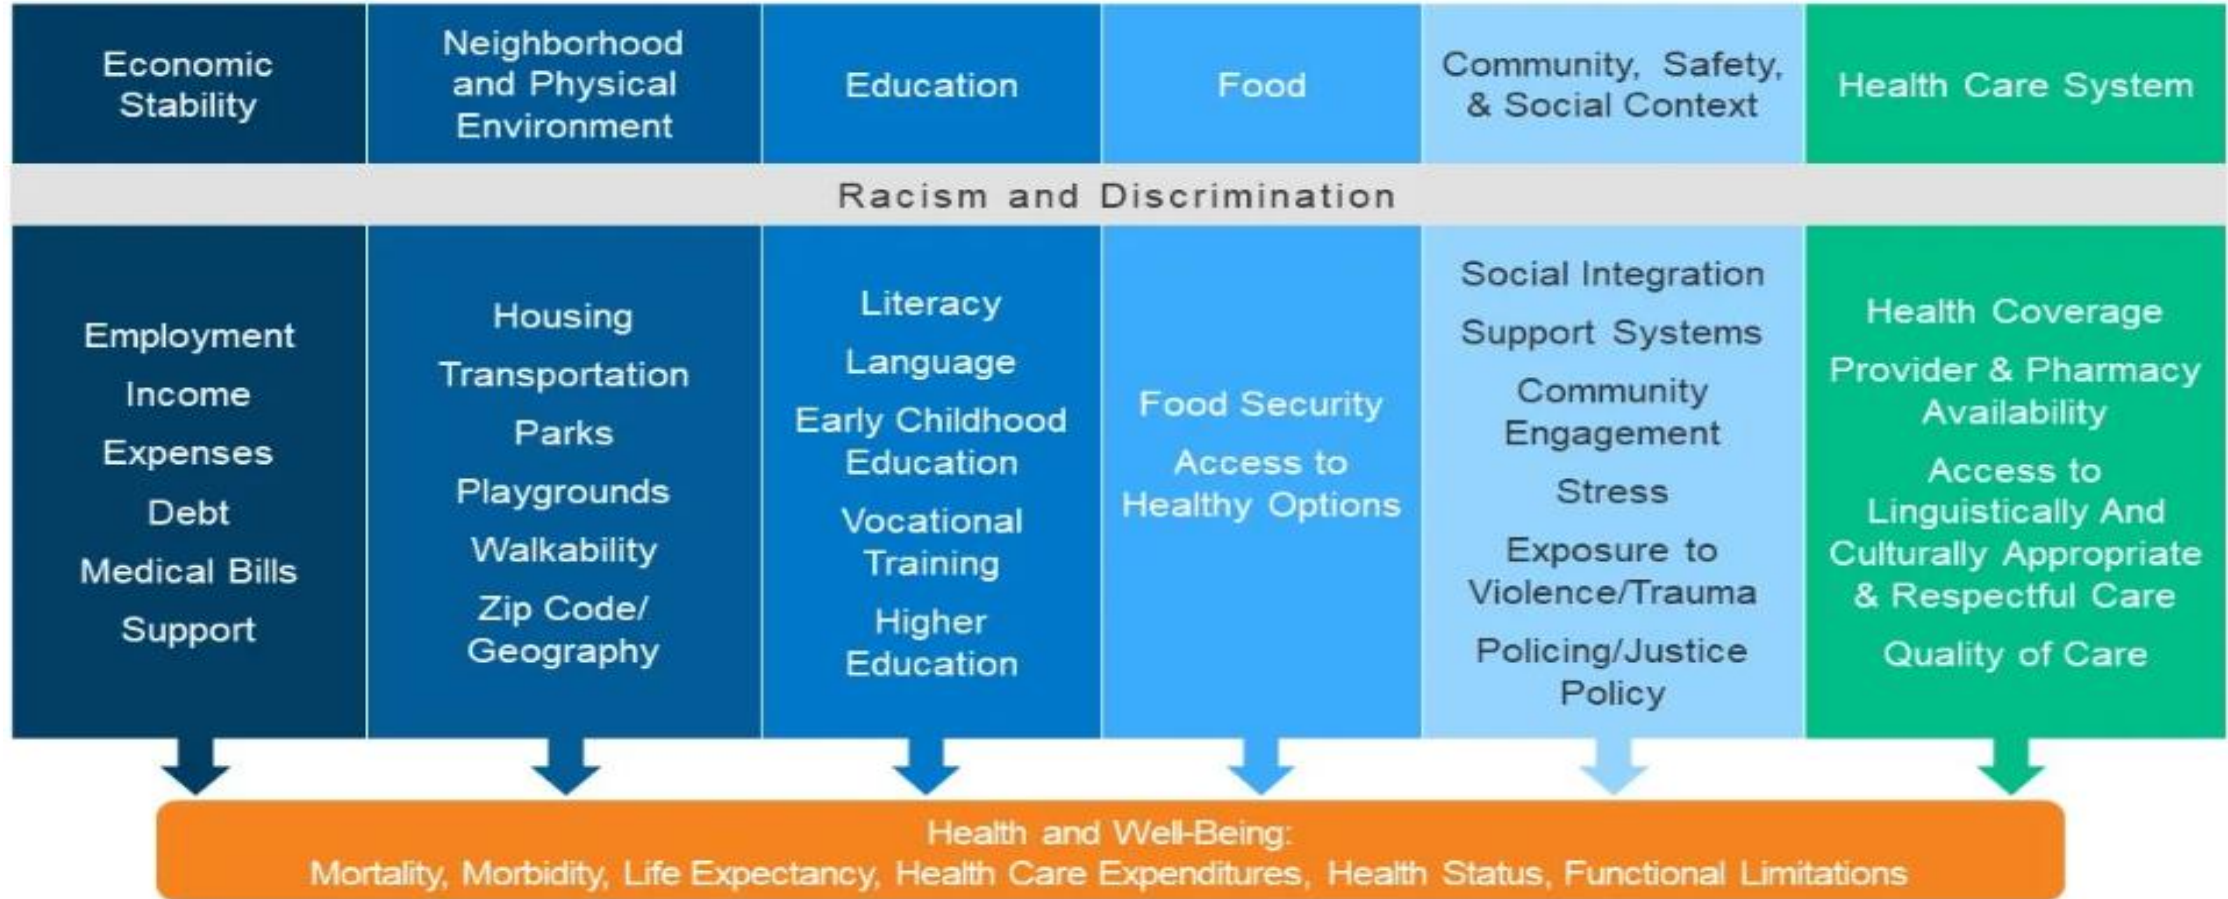 Economic
Stability
Neighborhood
and Physical
Environment
Education
Food
Community, Safety,
& Social Context
Health Care System
Racism and Discrimination
Employment
Income
Expenses
Debt
Medical Bills
Support
Housing
Transportation
Parks
Playgrounds
Walkability
Zip Code/
Geography
Literacy
Language
Early Childhood
Education
Vocational
Training
Higher
Education
Food Security
Access to
Healthy Options
Social Integration
Support Systems
Community
Engagement
Stress
Exposure to
Violence/Trauma
Policing/Justice
Policy
Health Coverage
Provider & Pharmacy
Availability
Access to
Linguistically And
Culturally Appropriate
& Respectful Care
Quality of Care
Health and Well-Being:
Mortality, Morbidity, Life Expectancy, Health Care Expenditures, Health Status, Functional Limitations